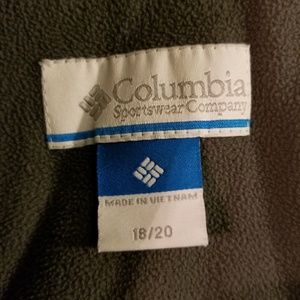 Columbia
Sportswear Company
MADE IN VIETNAM
18/20